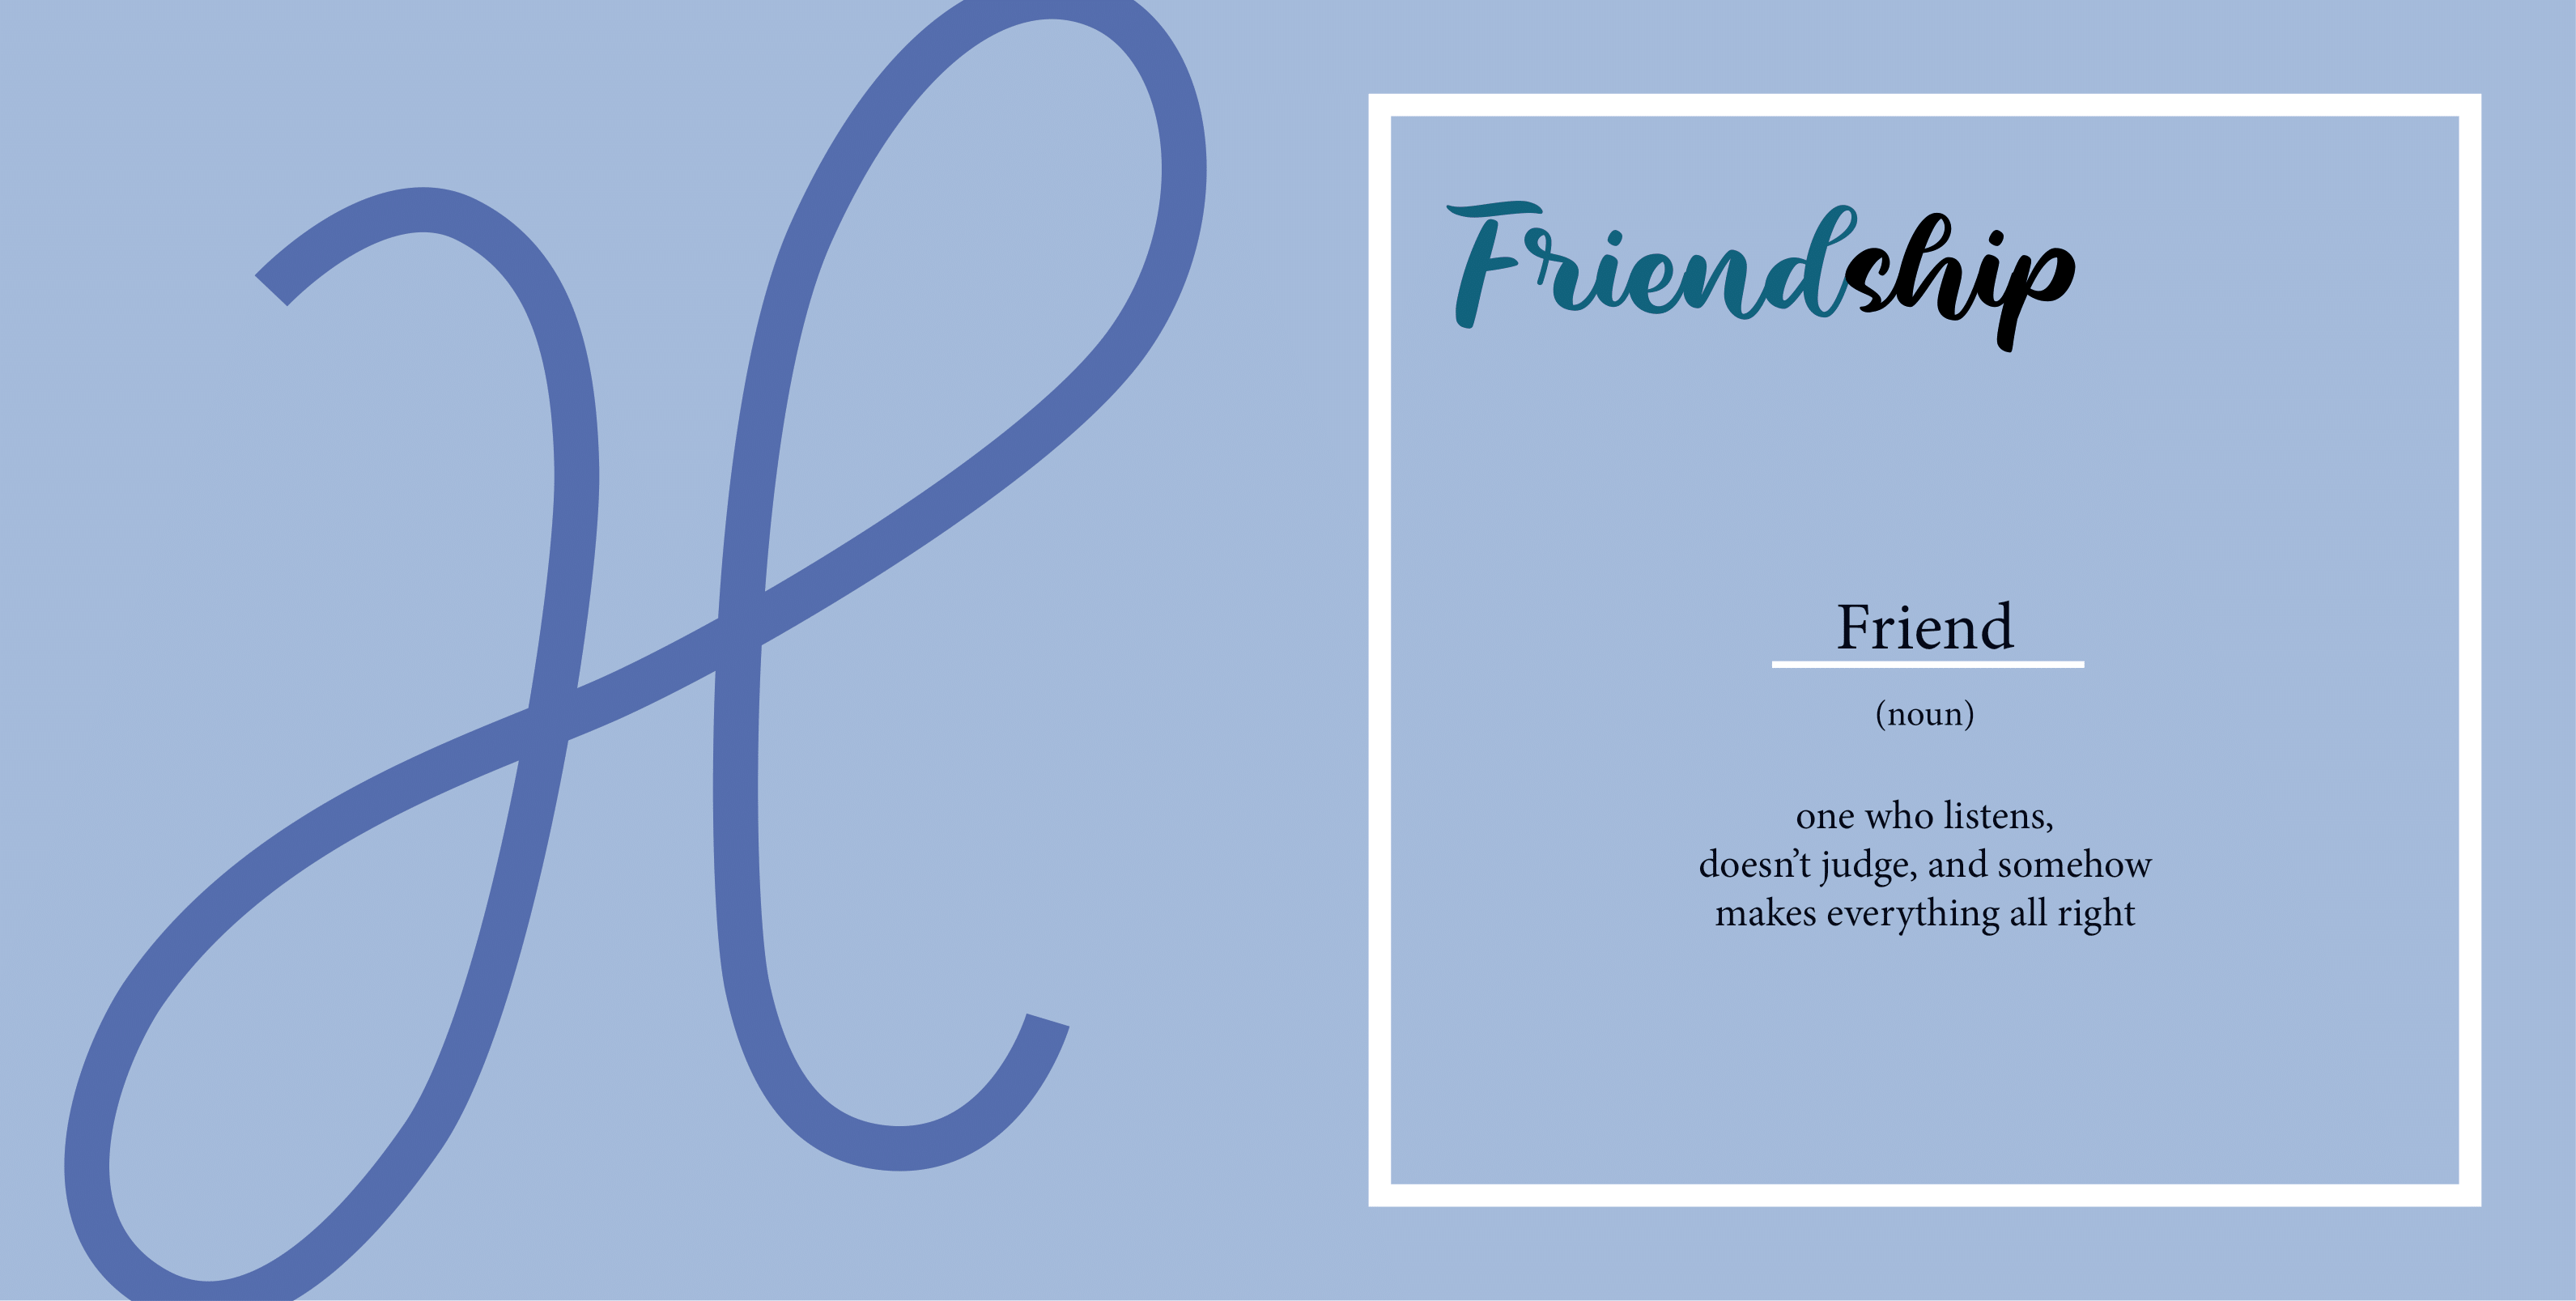 H
Friendship
Friend
(noun)
one who listens,
doesn’t judge, and somehow
makes everything all right